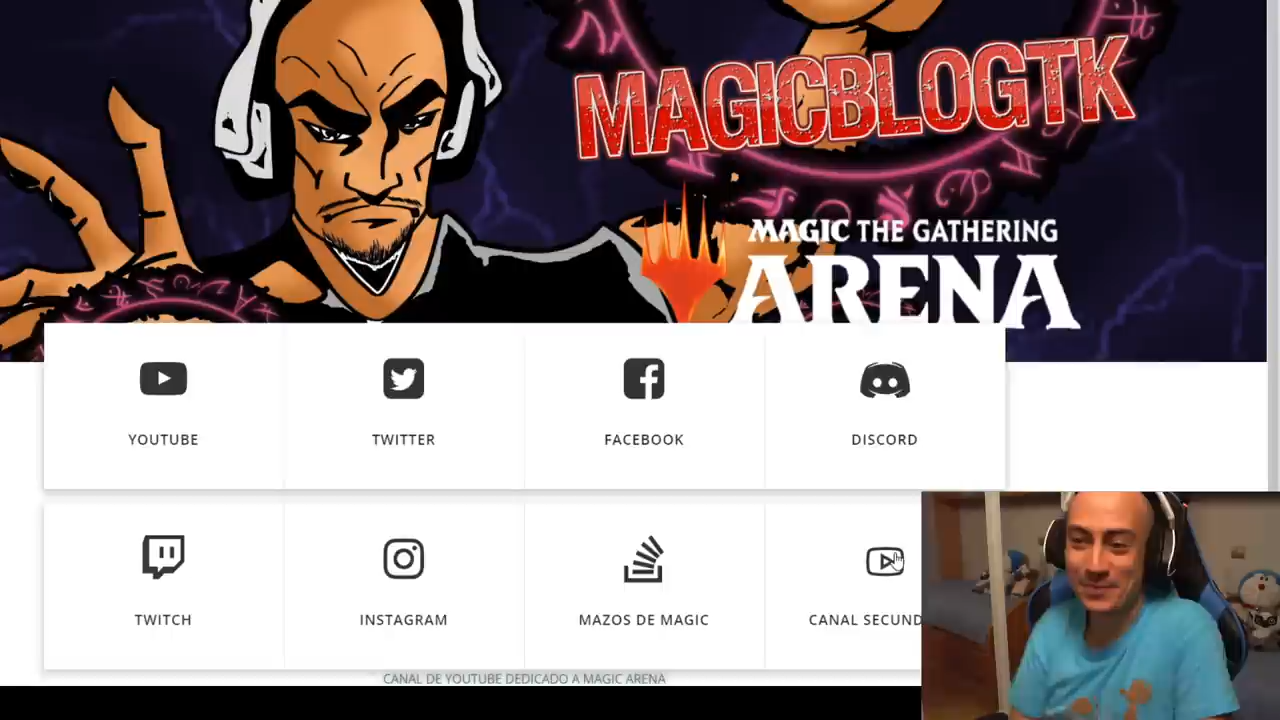 MAGICBLOGTK
MAGIC THE GATHERING
ARENA
YOUTUBE
TWITTER
FACEBOOK
DISCORD
TWITCH
INSTAGRAM
MAZOS DE MAGIC
CANAL SECUND
CANAL DE YOUTUBE DEDICADO A MAGIC ARENA